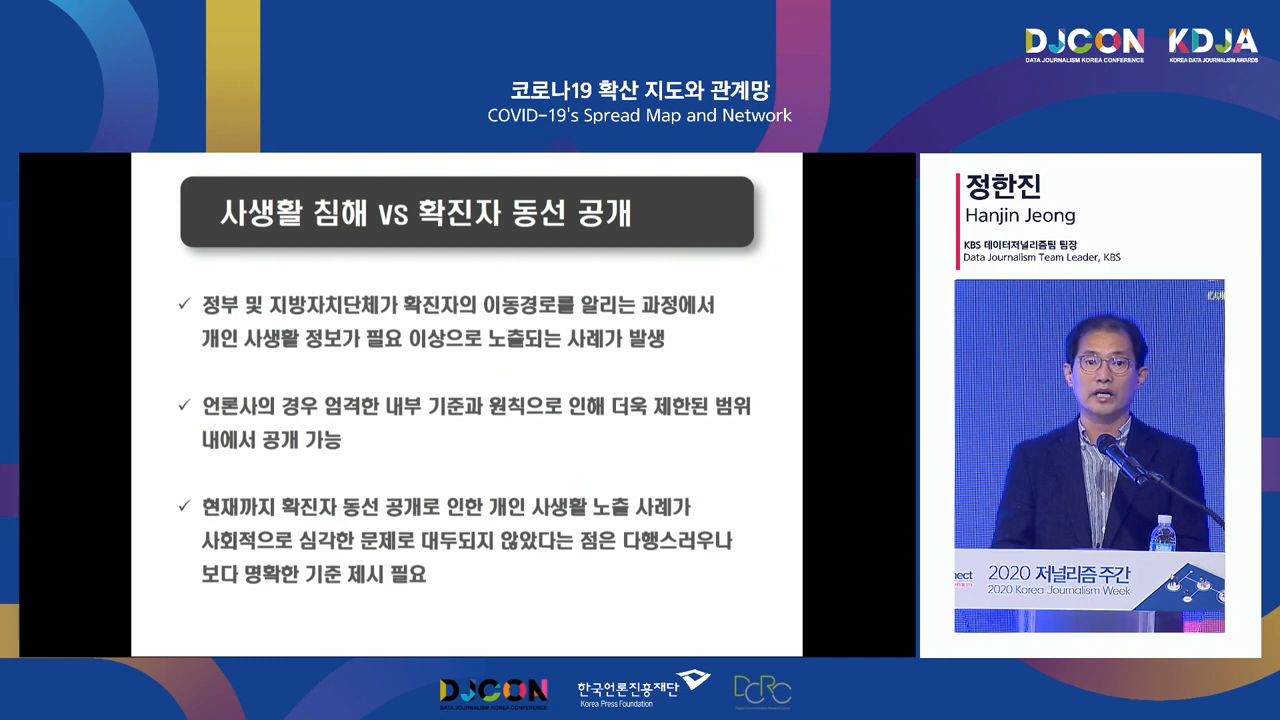 DJCON
DATA JOURNALISM KOREA CONFERENCE
KDJA
KOREA DATA JOURNALISM AWARDS
코로나19 확산 지도와 관계망
COVID-19's Spread Map and Network
사생활 침해 vs 확진자 동선 공개
✓ 정부 및 지방자치단체가 확진자의 이동경로를 알리는 과정에서
개인 사생활 정보가 필요 이상으로 노출되는 사례가 발생
✓ 언론사의 경우 엄격한 내부 기준과 원칙으로 인해 더욱 제한된 범위
내에서 공개 가능
✓ 현재까지 확진자 동선 공개로 인한 개인 사생활 노출 사례가
사회적으로 심각한 문제로 대두되지 않았다는 점은 다행스러우나
보다 명확한 기준 제시 필요
정한진
Hanjin Jeong
KBS 데이터저널리즘팀 팀장
Data Journalism Team Leader, KBS
nect
2020 저널리즘 주간
2020 Korea Journalism Week
DJCON
DATA JOURNALISM KOREA CONFERENCE
한국언론진흥재단
Korea Press Foundation
DCRC